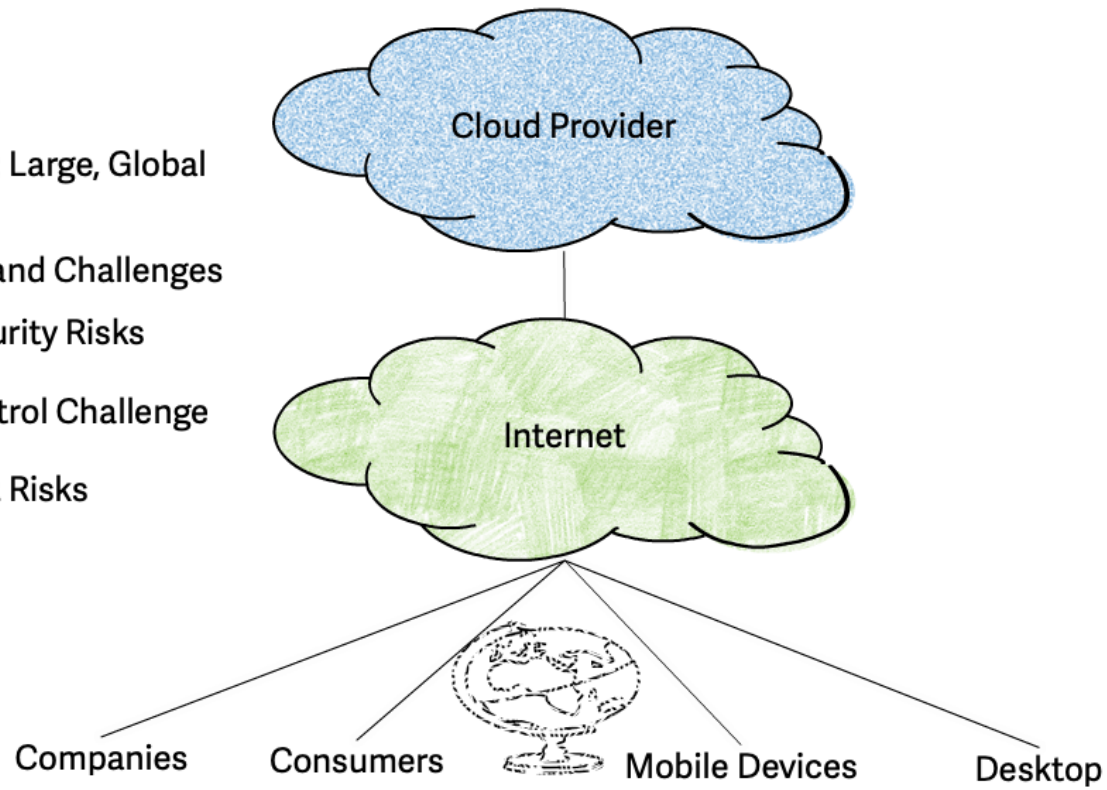 Cloud Provider
Large, Global
and Challenges
urity Risks
trol Challenge
Risks
Internet
Companies
Consumers
Mobile Devices
Desktop